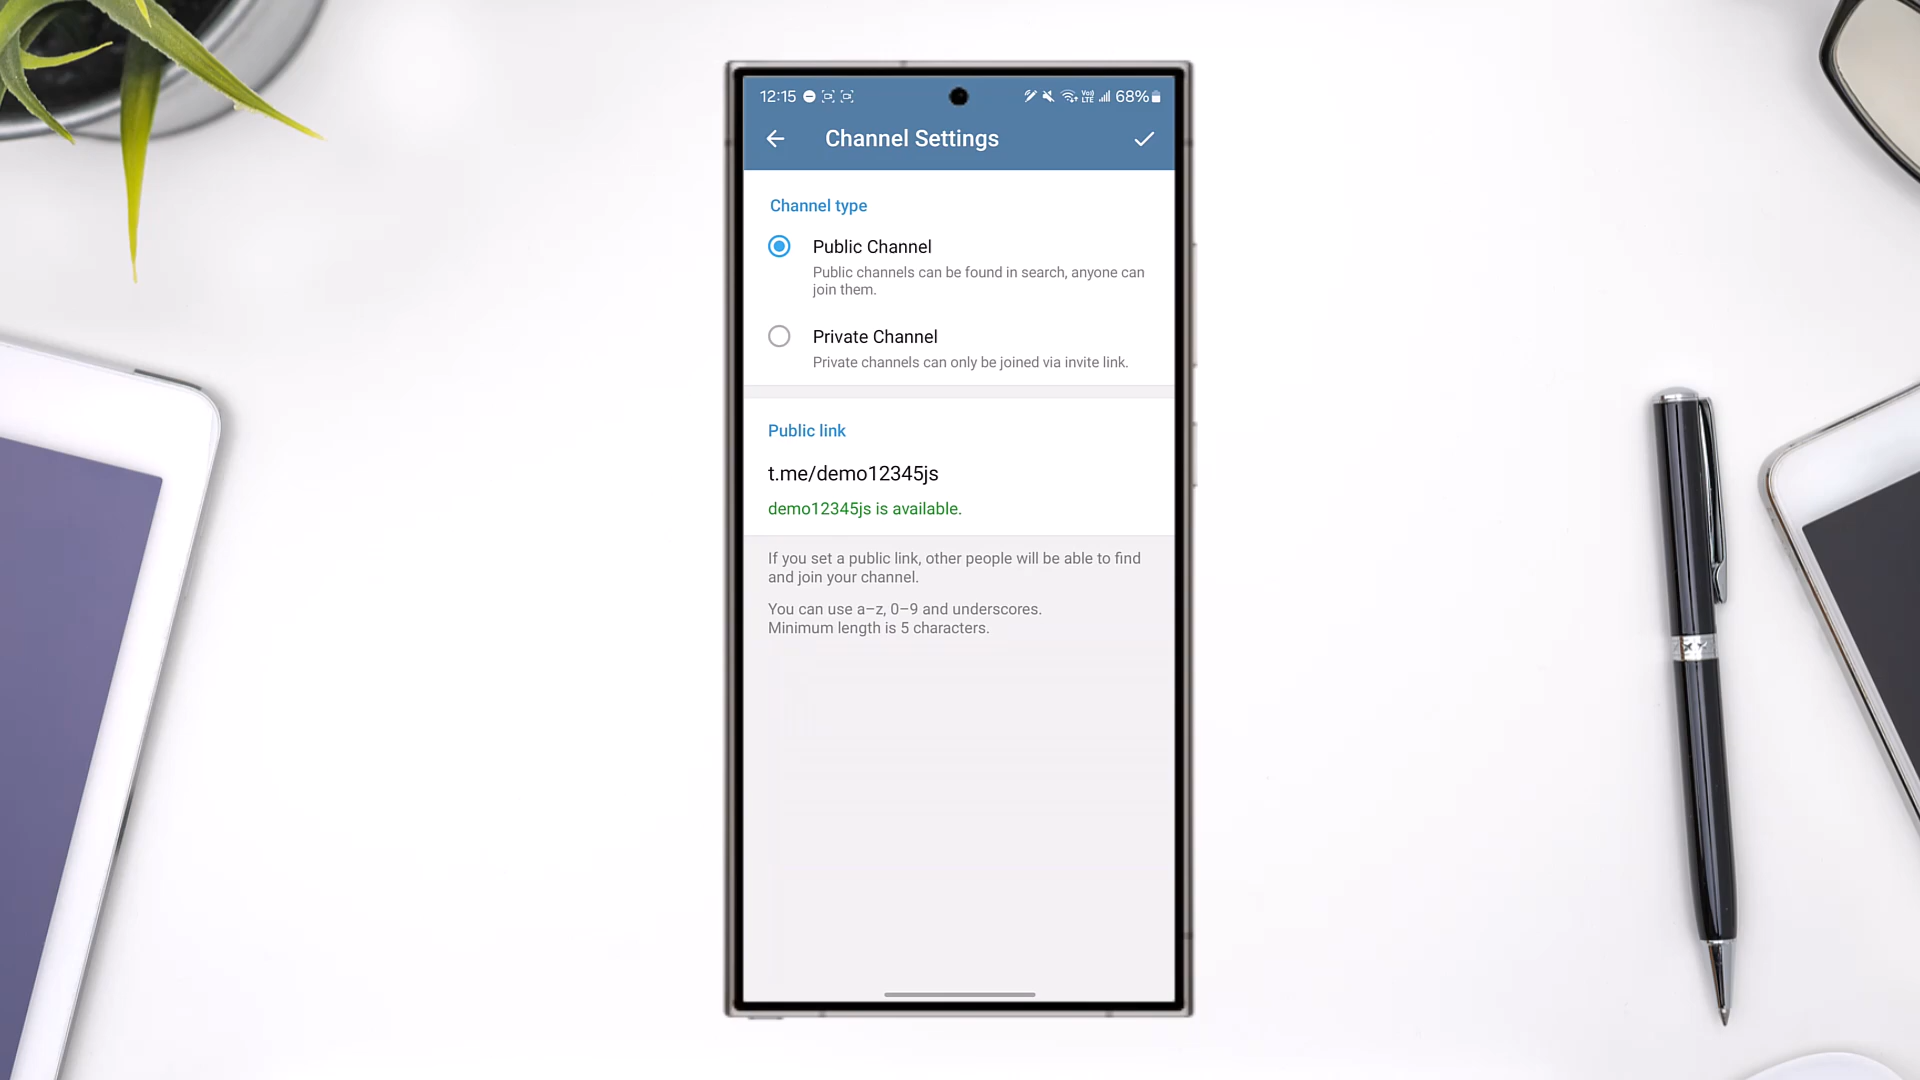 12:15 Vo) LTE 68%
Channel Settings
Channel type
Public Channel
Public channels can be found in search, anyone can
join them.
Private Channel
Private channels can only be joined via invite link.
Public link
t.me/demo12345js
demo12345js is available.
If you set a public link, other people will be able to find
and join your channel.
You can use a–z, 0–9 and underscores.
Minimum length is 5 characters.